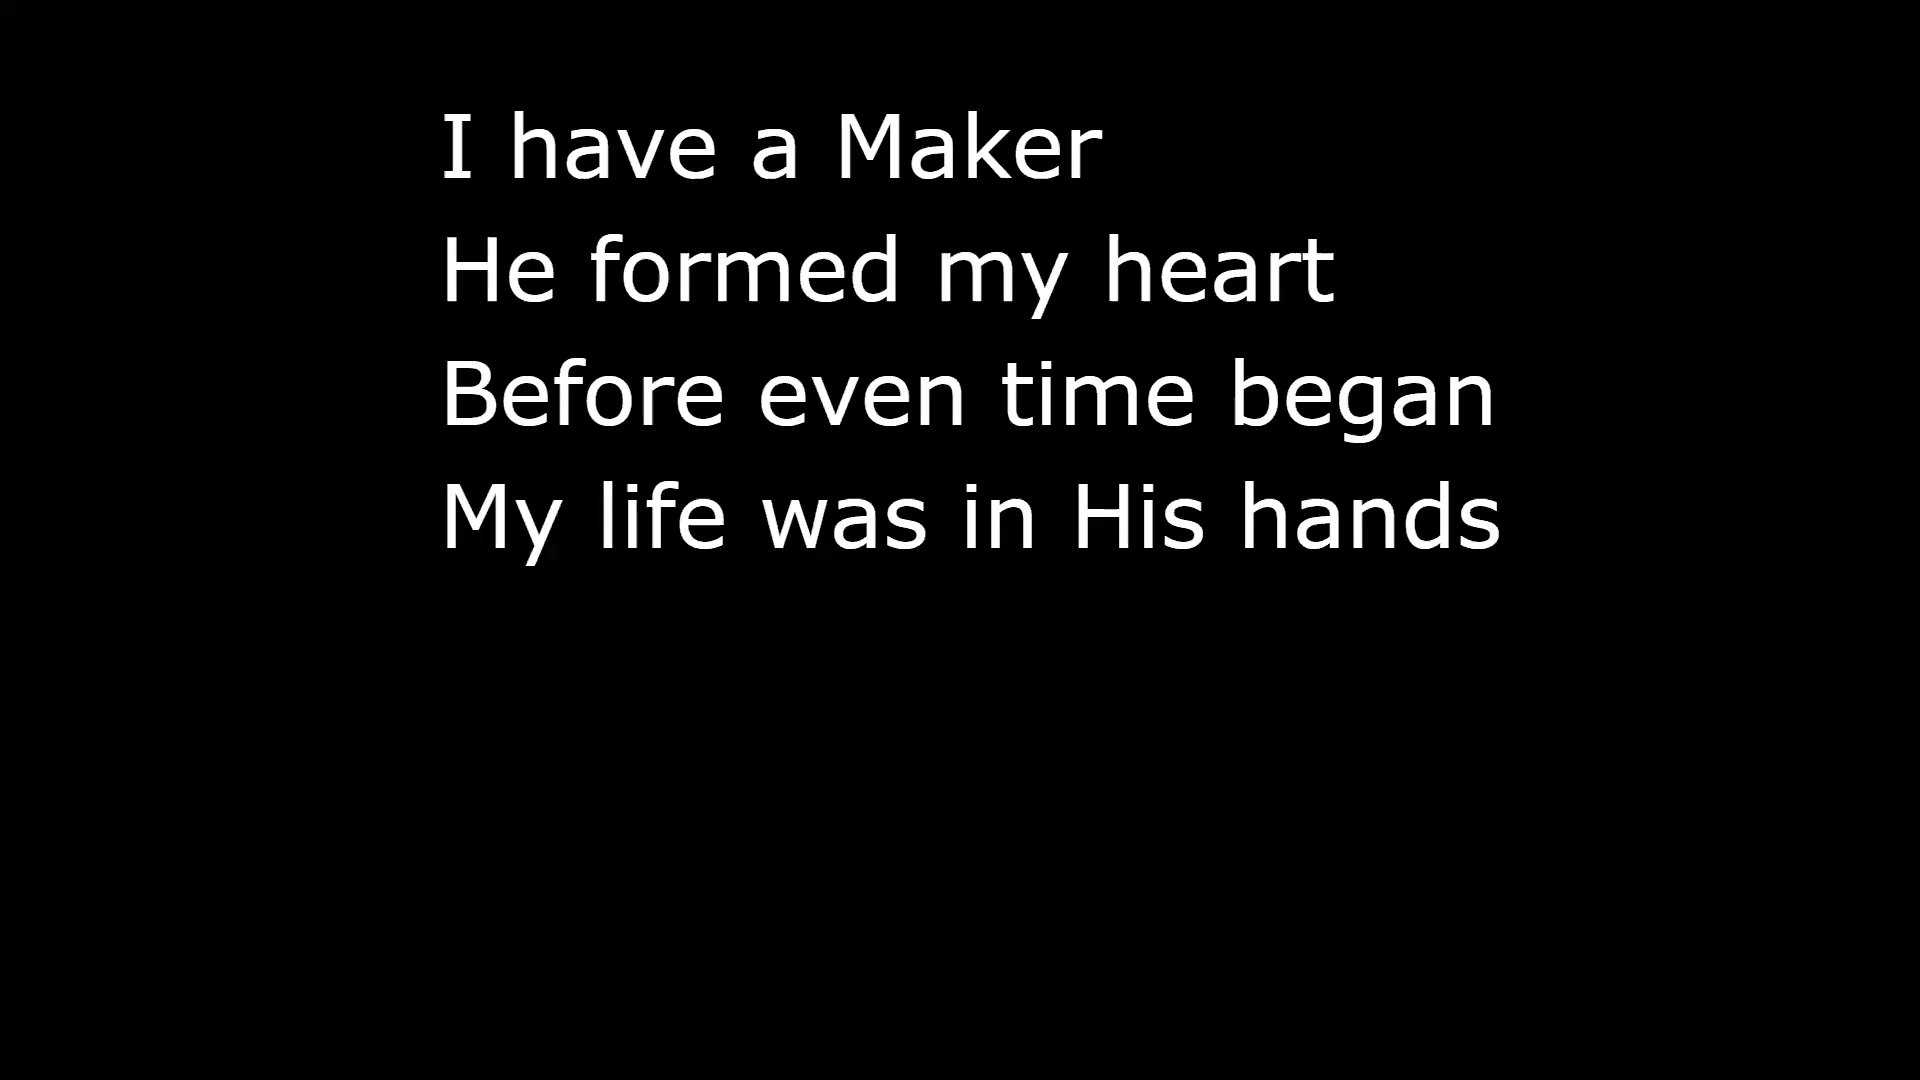 I have a Maker
He formed my heart
Before even time began
My life was in His hands